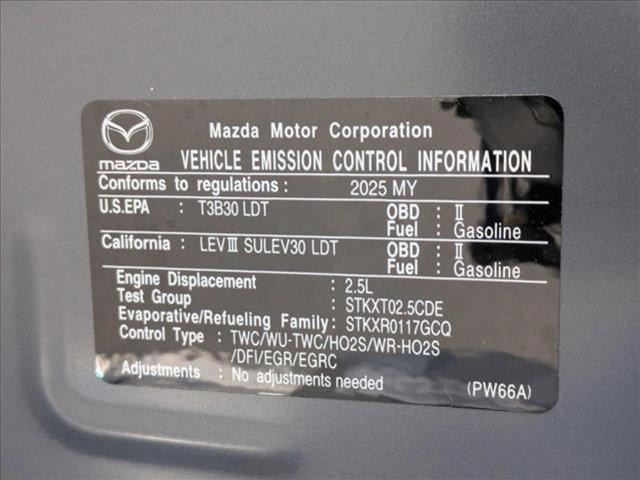 mazda
Mazda Motor Corporation
VEHICLE EMISSION CONTROL INFORMATION
Conforms to regulations : 2025 MY
U.S.EPA : T3B30 LDT OBD : II
Fuel : Gasoline
California : LEVⅢ SULEV30 LDT OBD : II
Fuel : Gasoline
Engine Displacement : 2.5L
Test Group : STKXT02.5CDE
Evaporative/Refueling Family : STKXR0117GCQ
Control Type : TWC/WU-TWC/HO2S/WR-HO2S
/DFI/EGR/EGRC
Adjustments : No adjustments needed
(PW66A)